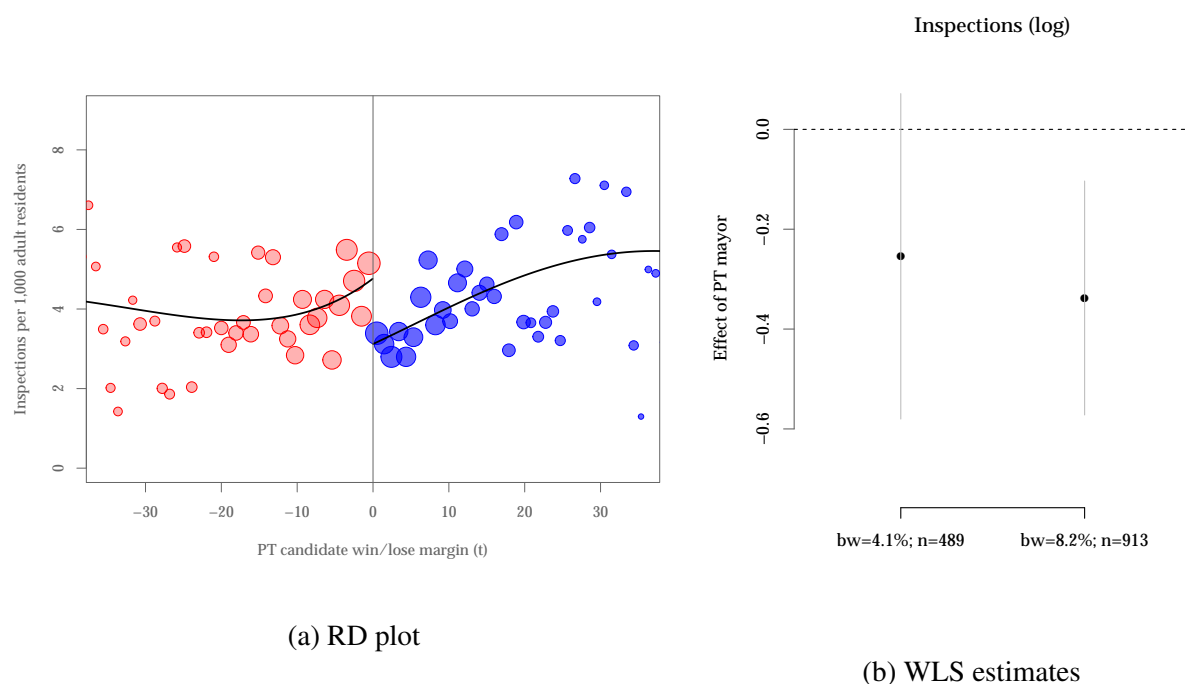 Inspections per 1,000 adult residents
8
6
4
2
0
−30
−20
−10
0
10
20
30
PT candidate win/lose margin (t)
(a) RD plot
Inspections (log)
Effect of PT mayor
0.0
−0.2
−0.4
−0.6
bw=4.1%; n=489
bw=8.2%; n=913
(b) WLS estimates